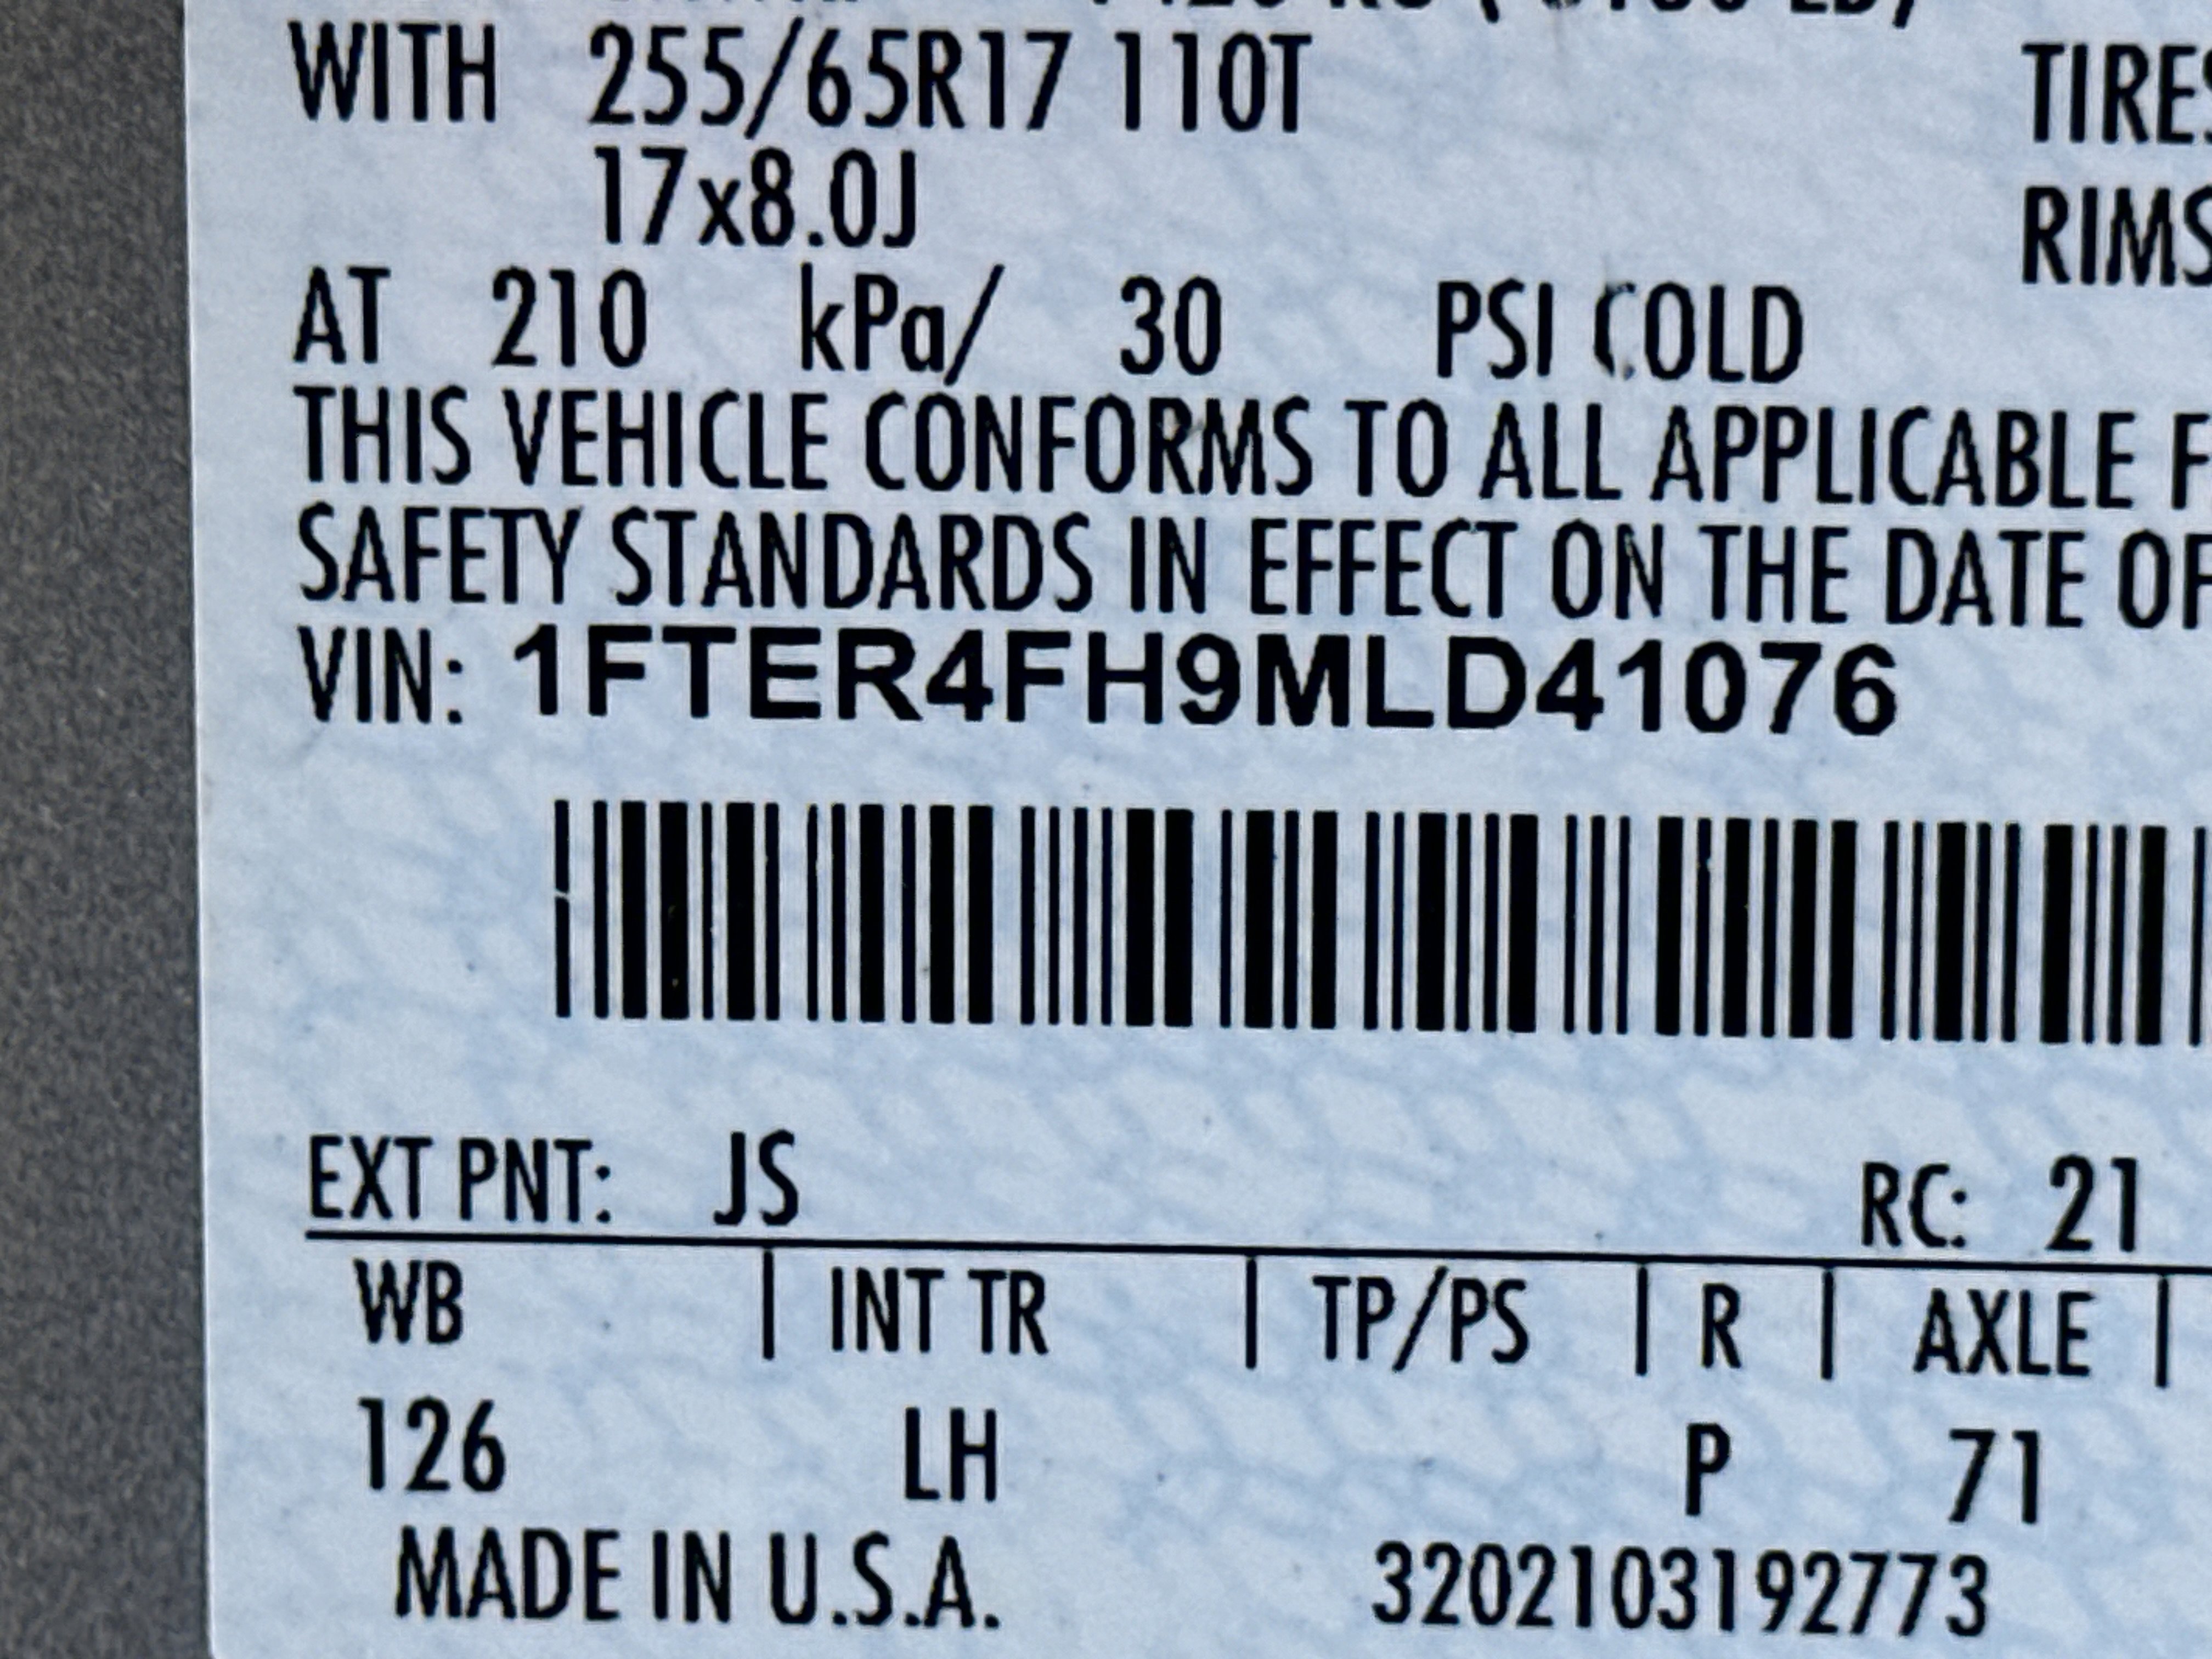 WITH 255/65R17 110T TIRES
17x8.0J RIMS
AT 210 kPa/ 30 PSI COLD
THIS VEHICLE CONFORMS TO ALL APPLICABLE F
SAFETY STANDARDS IN EFFECT ON THE DATE OF
VIN: 1FTER4FH9MLD41076
EXT PNT: JS RC: 21
WB | INT TR | TP/PS | R | AXLE |
126 LH P 71
MADE IN U.S.A. 3202103192773